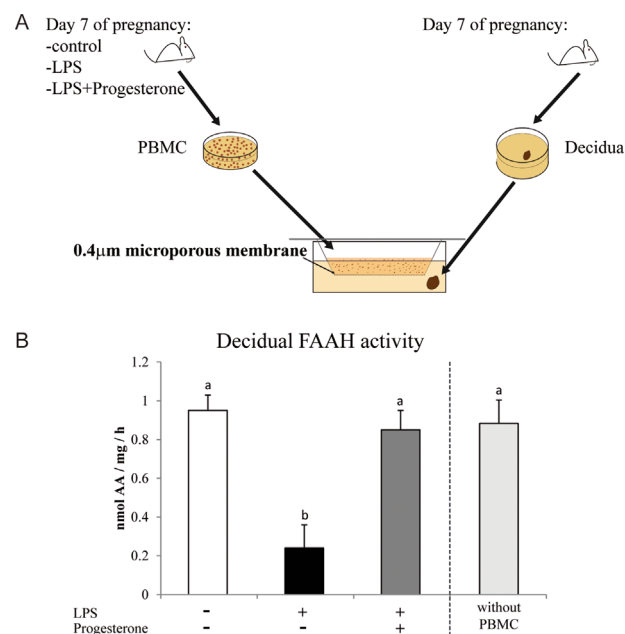 A
Day 7 of pregnancy:
-control
-LPS
-LPS+Progesterone
Day 7 of pregnancy:
PBMC
Decidua
0.4μm microporous membrane
B
Decidual FAAH activity
nmol AA / mg / h
1.2
1
0.8
0.6
0.4
0.2
0
a
b
a
a
LPS - + +
Progesterone - - +
without
PBMC